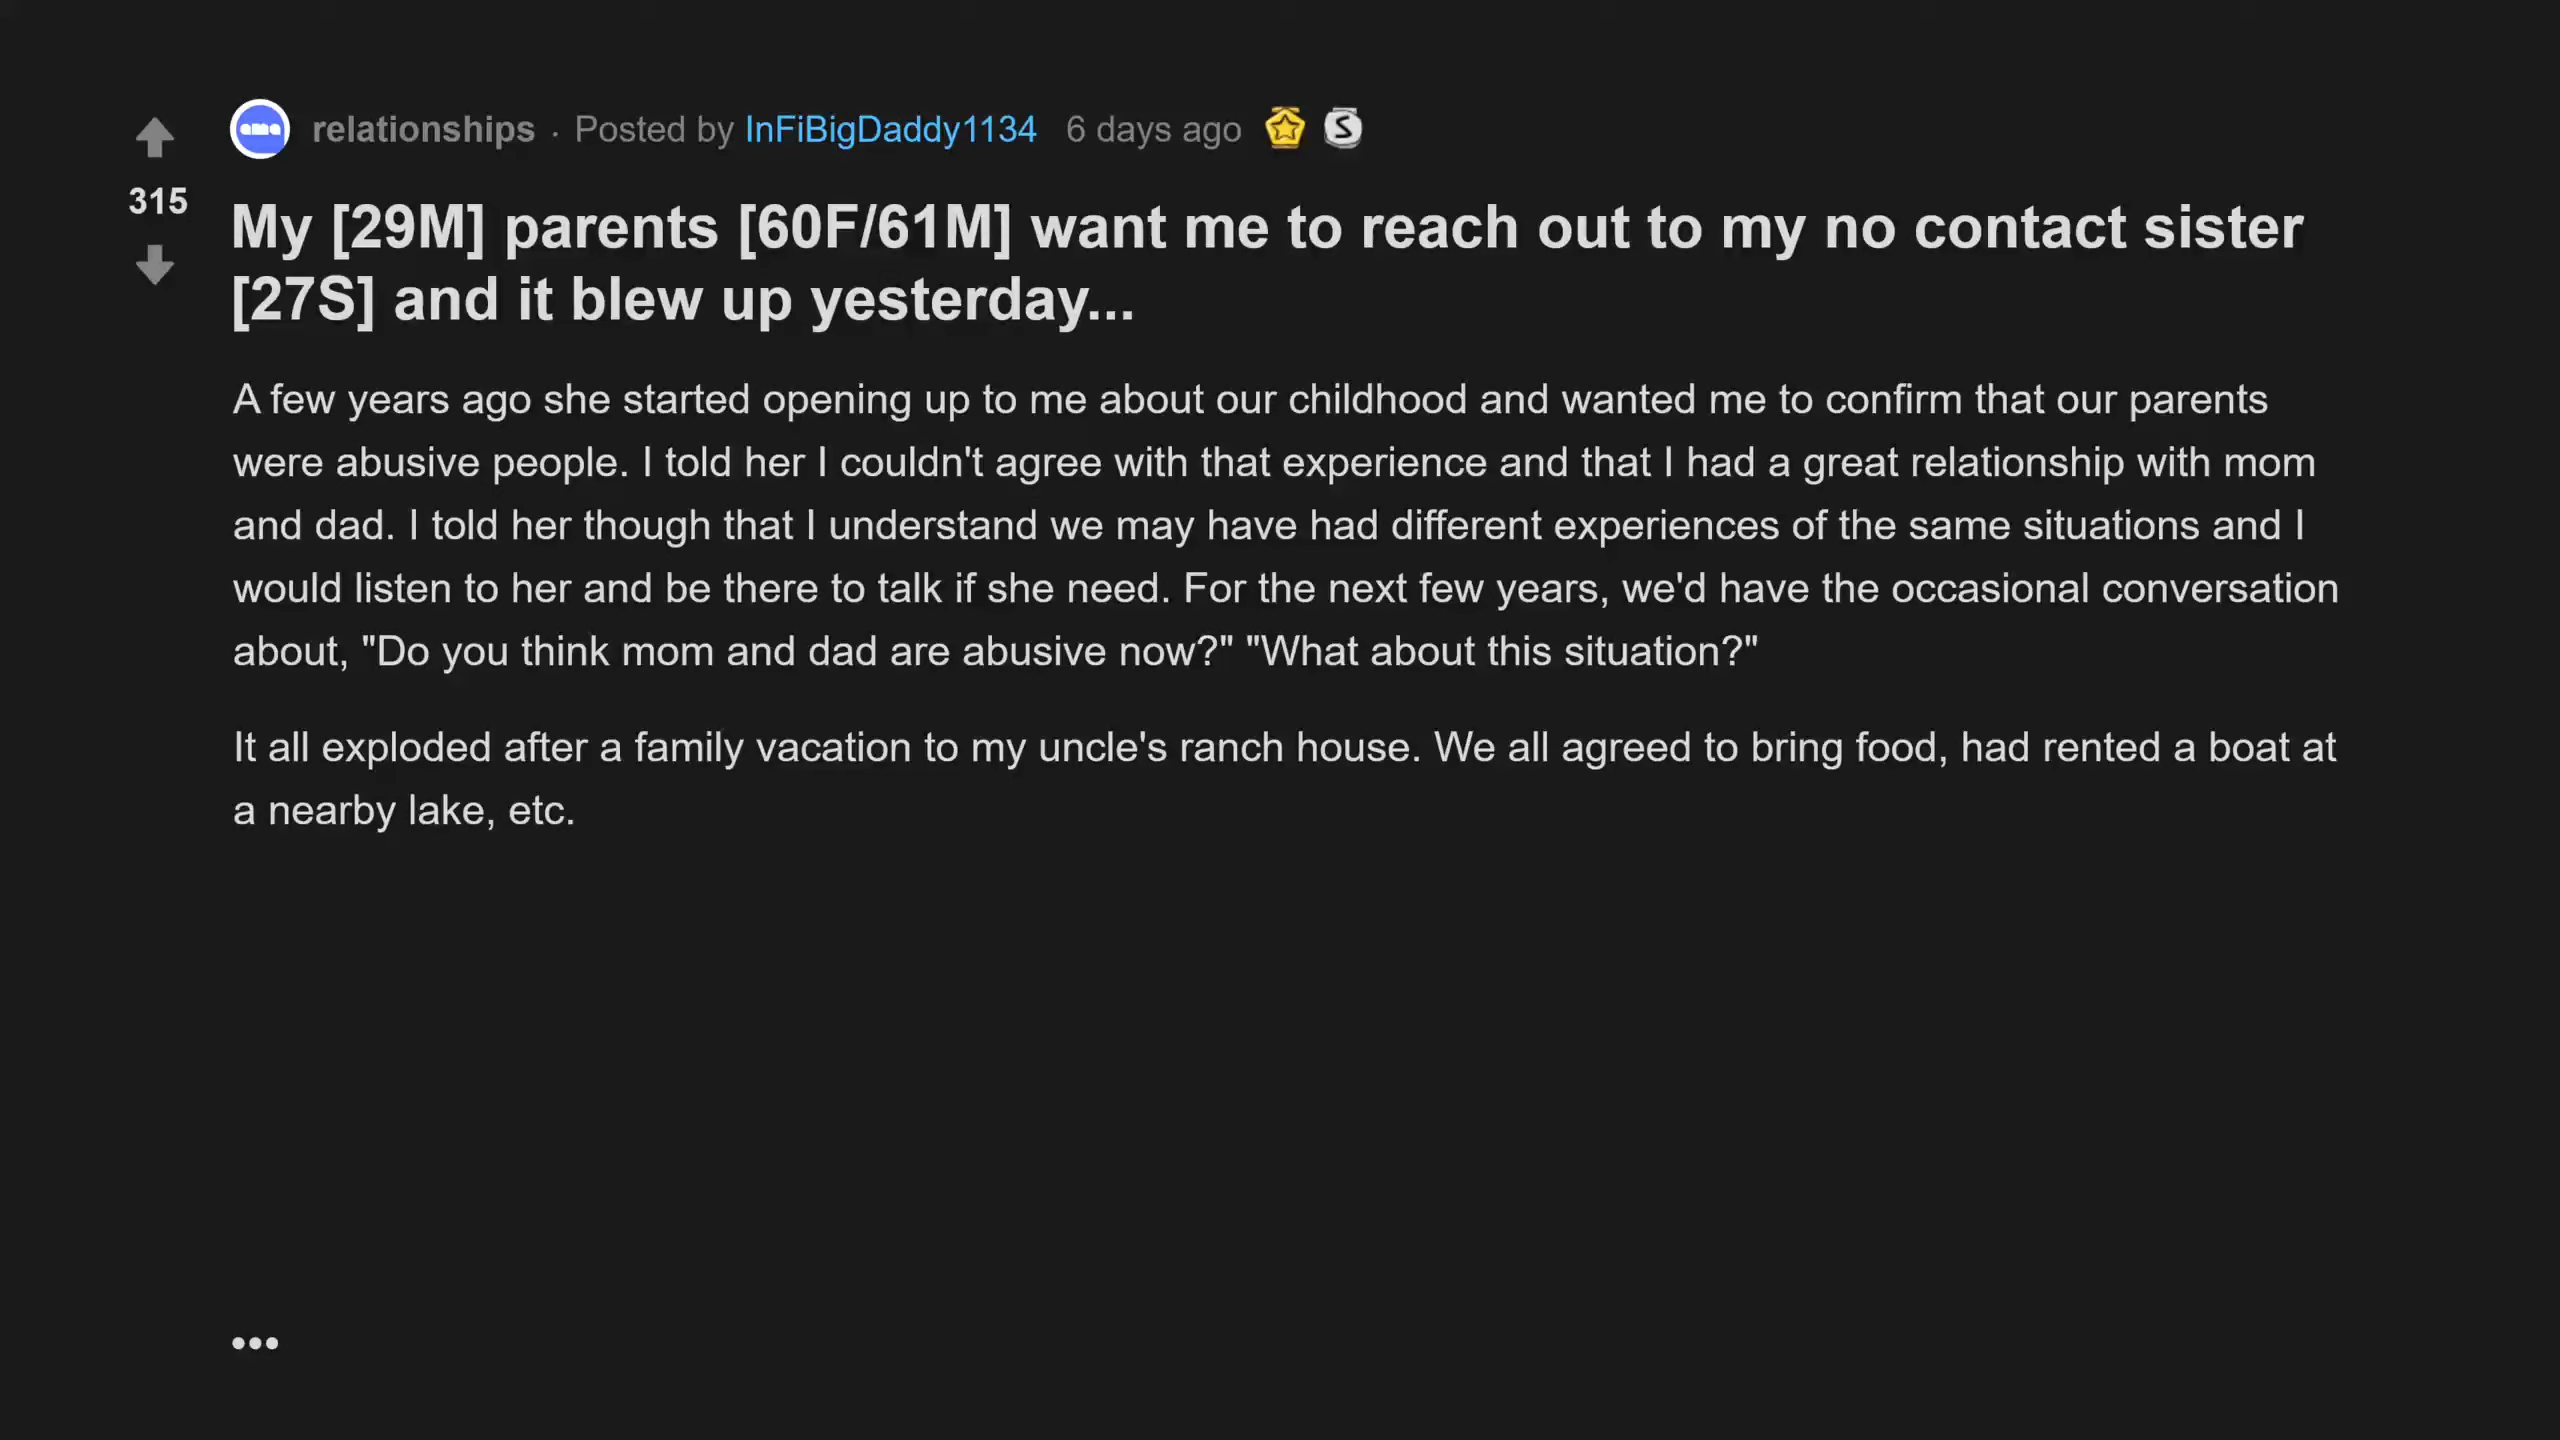 relationships · Posted by InFiBigDaddy1134 6 days ago
315
My [29M] parents [60F/61M] want me to reach out to my no contact sister
[27S] and it blew up yesterday...
A few years ago she started opening up to me about our childhood and wanted me to confirm that our parents
were abusive people. I told her I couldn't agree with that experience and that I had a great relationship with mom
and dad. I told her though that I understand we may have had different experiences of the same situations and I
would listen to her and be there to talk if she need. For the next few years, we'd have the occasional conversation
about, "Do you think mom and dad are abusive now?" "What about this situation?"
It all exploded after a family vacation to my uncle's ranch house. We all agreed to bring food, had rented a boat at
a nearby lake, etc.
•••